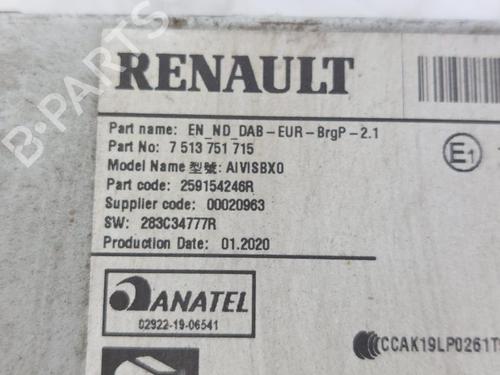 RENAULT
Part name: EN_ND_DAB-EUR-BrgP-2.1
Part No: 7 513 751 715
Model Name 型號: AIVISBX0
Part code: 259154246R
Supplier code: 00020963
SW: 283C34777R
Production Date: 01.2020
E1
ANATEL
02922-19-06541
CCAK19LP0261T
B-PARTS